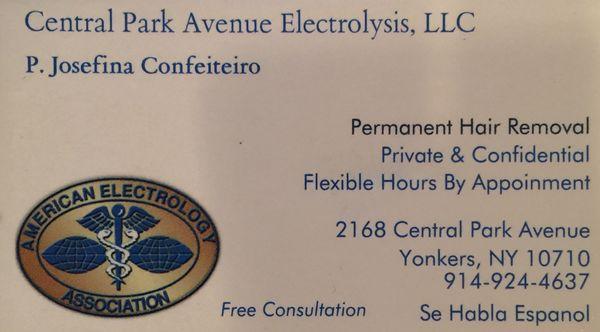 Central Park Avenue Electrolysis, LLC
P. Josefina Confeiteiro
Permanent Hair Removal
Private & Confidential
Flexible Hours By Appoinment
2168 Central Park Avenue
Yonkers, NY 10710
914-924-4637
AMERICAN ELECTROLOGY
ASSOCIATION
Free Consultation
Se Habla Espanol